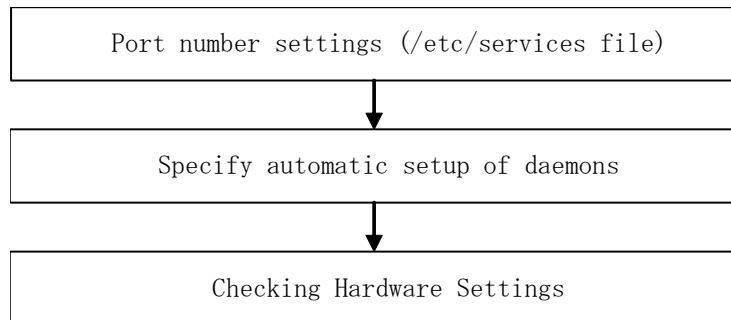 Port number settings (/etc/services file)
Specify automatic setup of daemons
Checking Hardware Settings